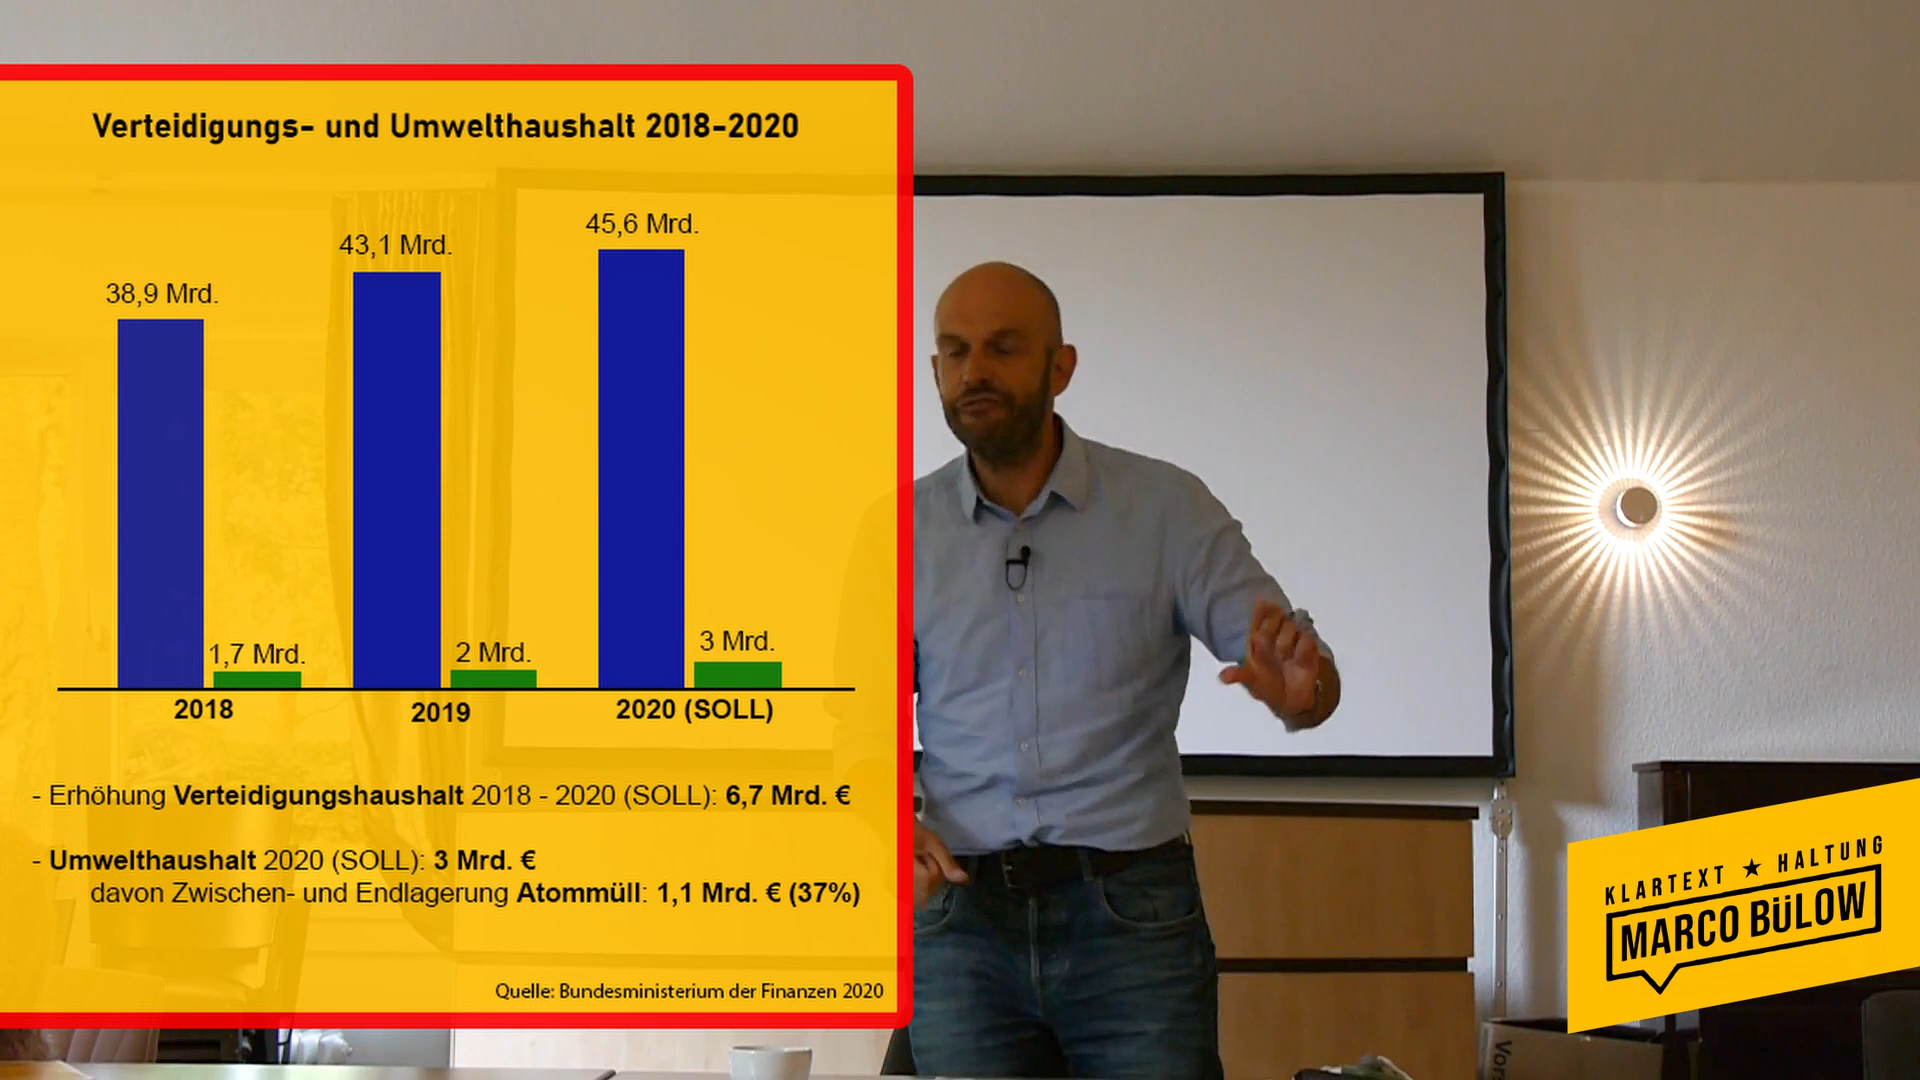 Verteidigungs- und Umwelthaushalt 2018-2020
38,9 Mrd.
1,7 Mrd.
43,1 Mrd.
2 Mrd.
45,6 Mrd.
3 Mrd.
2018
2019
2020 (SOLL)
- Erhöhung Verteidigungshaushalt 2018 - 2020 (SOLL): 6,7 Mrd. €
- Umwelthaushalt 2020 (SOLL): 3 Mrd. €
davon Zwischen- und Endlagerung Atommüll: 1,1 Mrd. € (37%)
Quelle: Bundesministerium der Finanzen 2020
KLARTEXT ★ HALTUNG
MARCO BÜLOW